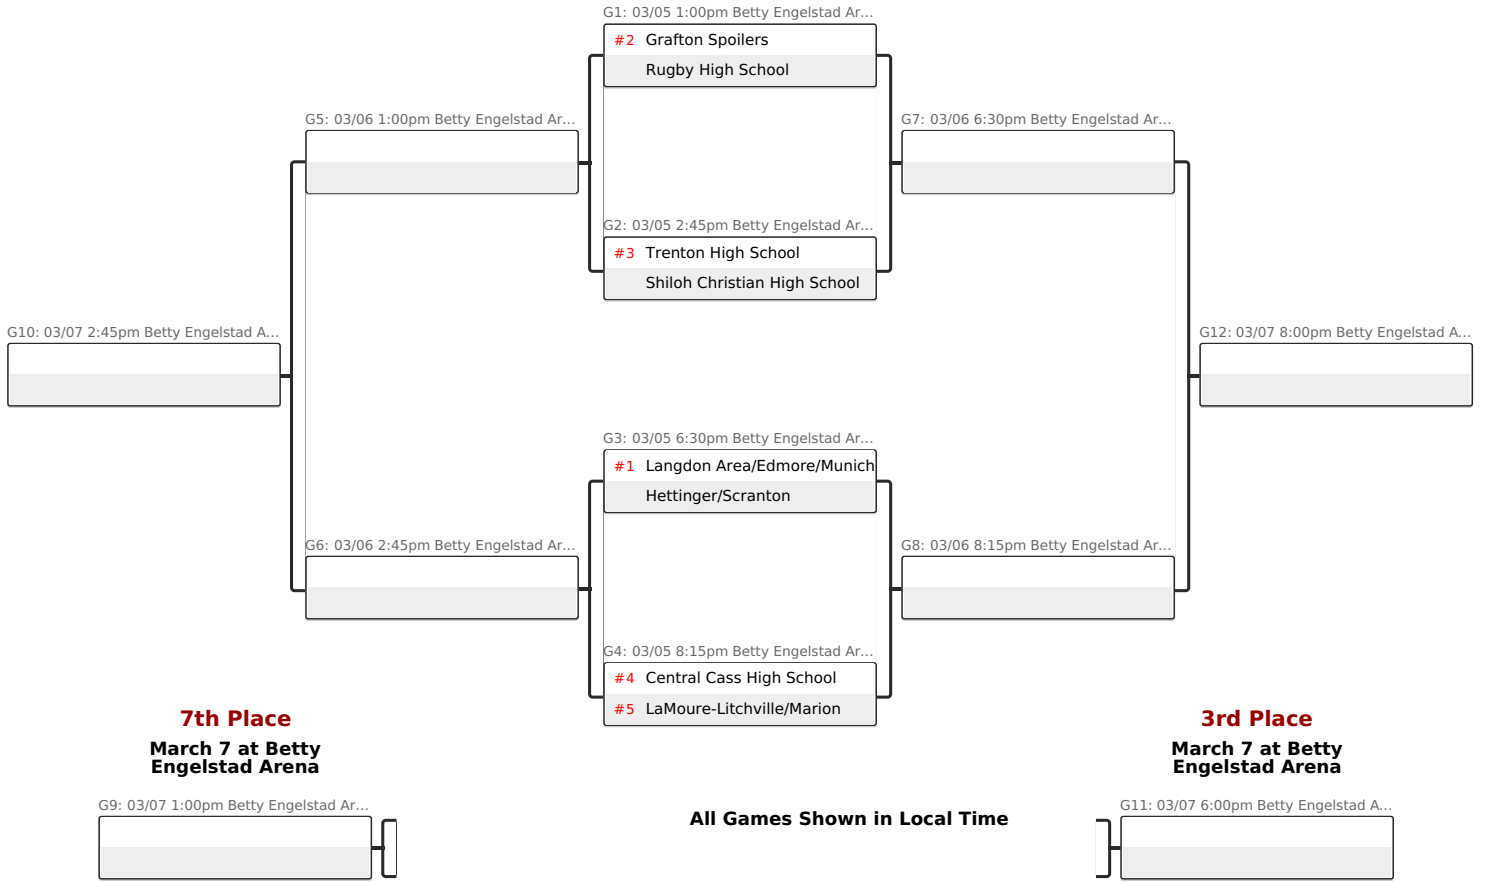 G1: 03/05 1:00pm Betty Engelstad Ar...
#2 Grafton Spoilers
Rugby High School
G5: 03/06 1:00pm Betty Engelstad Ar...
G7: 03/06 6:30pm Betty Engelstad Ar...
G2: 03/05 2:45pm Betty Engelstad Ar...
#3 Trenton High School
Shiloh Christian High School
G10: 03/07 2:45pm Betty Engelstad A...
G12: 03/07 8:00pm Betty Engelstad A...
G3: 03/05 6:30pm Betty Engelstad Ar...
#1 Langdon Area/Edmore/Munich
Hettinger/Scranton
G6: 03/06 2:45pm Betty Engelstad Ar...
G8: 03/06 8:15pm Betty Engelstad Ar...
G4: 03/05 8:15pm Betty Engelstad Ar...
#4 Central Cass High School
#5 LaMoure-Litchville/Marion
7th Place
March 7 at Betty
Engelstad Arena
G9: 03/07 1:00pm Betty Engelstad Ar...
All Games Shown in Local Time
3rd Place
March 7 at Betty
Engelstad Arena
G11: 03/07 6:00pm Betty Engelstad A...